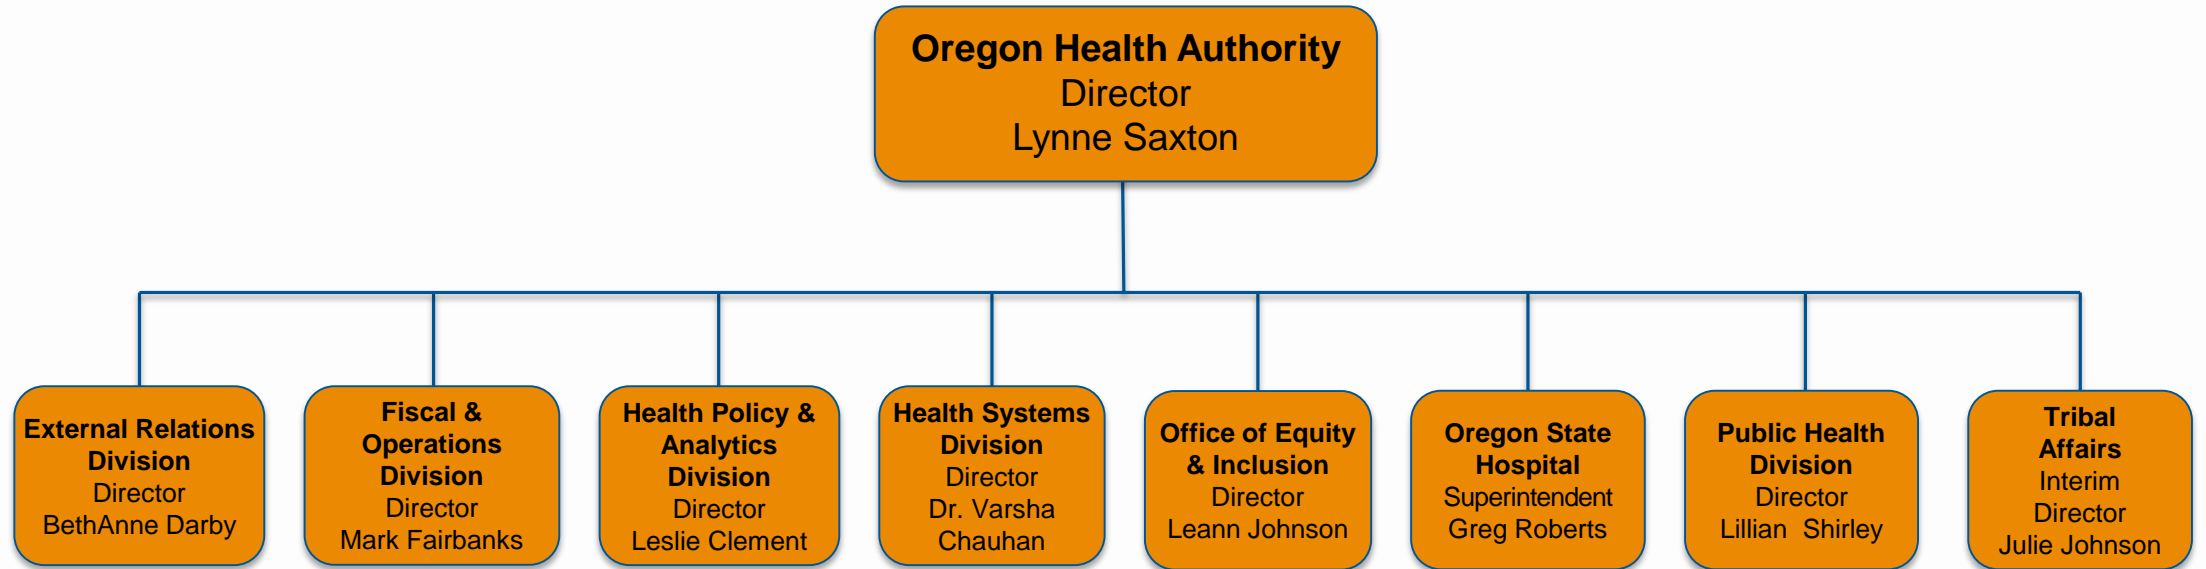 Oregon Health Authority
Director
Lynne Saxton
External Relations
Division
Director
BethAnne Darby
Fiscal &
Operations
Division
Director
Mark Fairbanks
Health Policy &
Analytics
Division
Director
Leslie Clement
Health Systems
Division
Director
Dr. Varsha
Chauhan
Office of Equity
& Inclusion
Director
Leann Johnson
Oregon State
Hospital
Superintendent
Greg Roberts
Public Health
Division
Director
Lillian  Shirley
Tribal
Affairs
Interim
Director
Julie Johnson